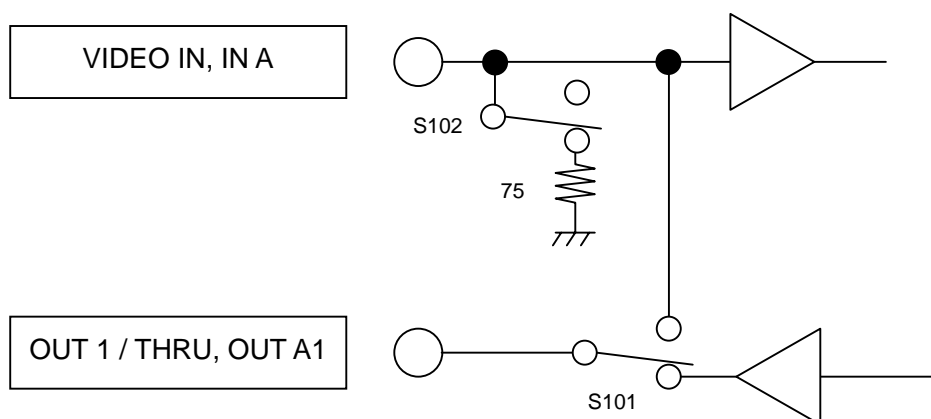 VIDEO IN, IN A
S102
75
OUT 1 / THRU, OUT A1
S101